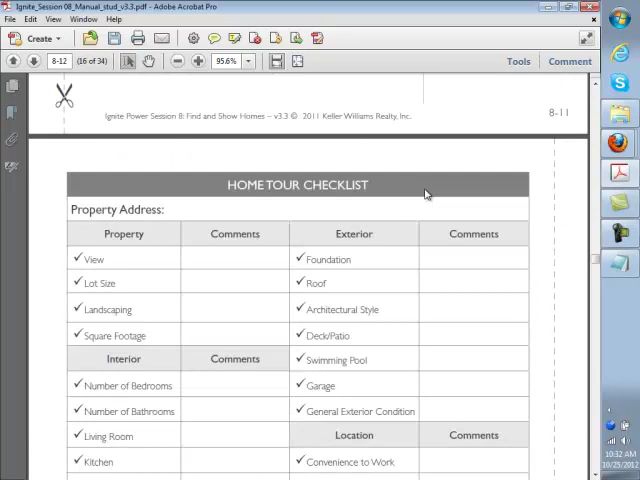 Ignite_Session 08_Manual_stud_v3.3.pdf - Adobe Acrobat Pro
File Edit View Window Help
Create
8-12 (16 of 34) 95.6% Tools Comment
Ignite Power Session 8: Find and Show Homes – v3.3 © 2011 Keller Williams Realty, Inc.
8-11
HOME TOUR CHECKLIST
Property Address:
Property Comments Exterior Comments
✓ View ✓ Foundation
✓ Lot Size ✓ Roof
✓ Landscaping ✓ Architectural Style
✓ Square Footage ✓ Deck/Patio
Interior Comments ✓ Swimming Pool
✓ Number of Bedrooms ✓ Garage
✓ Number of Bathrooms ✓ General Exterior Condition
✓ Living Room Location Comments
✓ Kitchen ✓ Convenience to Work
10:32 AM
10/25/2012